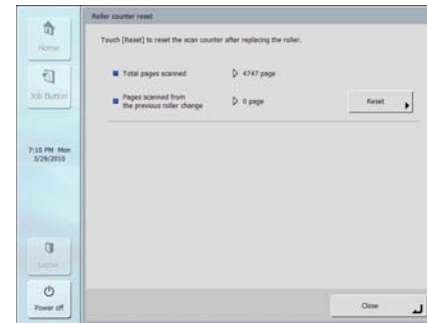 Roller counter reset
Home
Touch [Reset] to reset the scan counter after replacing the roller.
Total pages scanned
4747 page
Job Button
Pages scanned from
the previous roller change
0 page
Reset
7:10 PM Mon
3/29/2010
Logout
Power off
Close